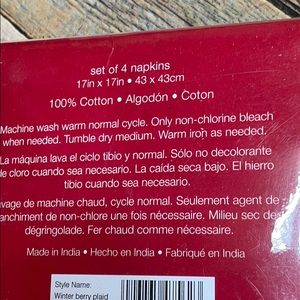 set of 4 napkins
17in x 17in • 43 x 43cm
100% Cotton • Algodón • Coton
Machine wash warm normal cycle. Only non-chlorine bleach
when needed. Tumble dry medium. Warm iron as needed.
La máquina lava el ciclo tibio y normal. Sólo no decolorante
de cloro cuando sea necesario. La caída seca bajo. El hierro
tibio cuando sea necesario.
avage de machine chaud, cycle normal. Seulement agent de
anchiment de non-chlore une fois nécessaire. Milieu sec de
dégringolade. Fer chaud comme nécessaire.
Made in India • Hecho en India • Fabriqué en India
Style Name:
Winter berry plaid